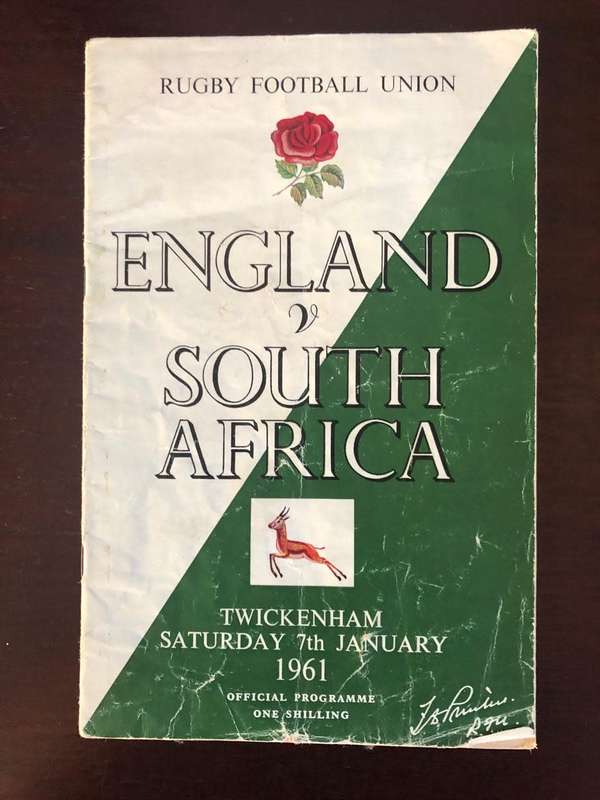 RUGBY FOOTBALL UNION
ENGLAND
v
SOUTH
AFRICA
TWICKENHAM
SATURDAY 7th JANUARY
1961
OFFICIAL PROGRAMME
ONE SHILLING